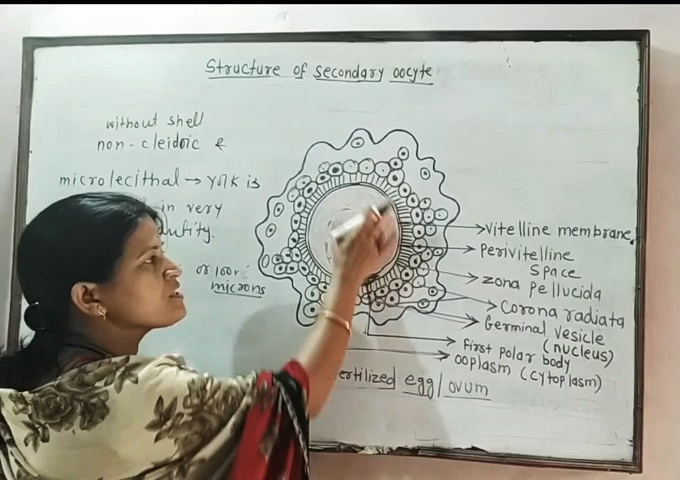 Structure of secondary oocyte
without shell
non-cleidoic &
microlecithal → yolk is
in very
or 100
microns
Vitelline membrane
Perivitelline
Space
Zona Pellucida
Corona radiata
Germinal Vesicle
(nucleus)
First Polar body
ooplasm (cytoplasm)
ertilized egg/ovum